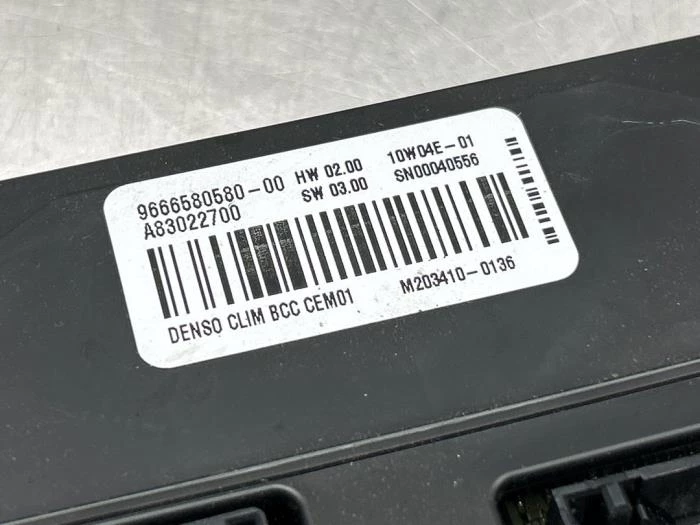 9666580580-00 HW 02.00 10W04E-01
A83022700 SW 03.00 SN00040556
DENSO CLIM BCC CEM01 M203410-0136